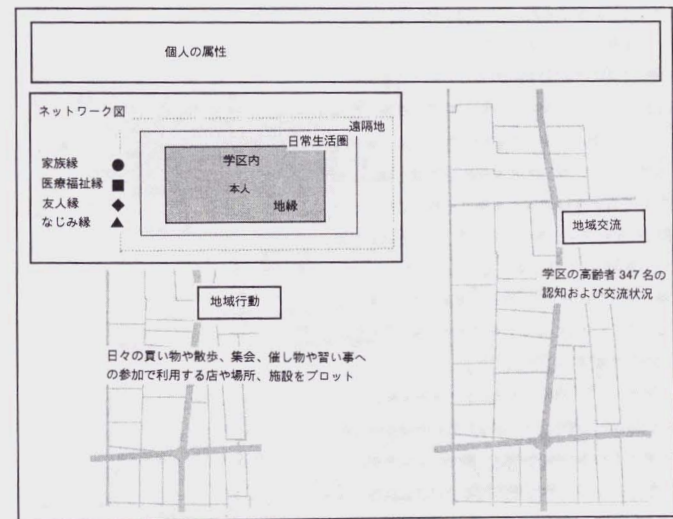 個人の属性
ネットワーク図
遠隔地
日常生活圏
学区内
本人
地縁
家族縁
医療福祉縁
友人縁
なじみ縁
地域交流
学区の高齢者 347 名の
認知および交流状況
地域行動
日々の買い物や散歩、集会、催し物や習い事へ
の参加で利用する店や場所、施設をプロット